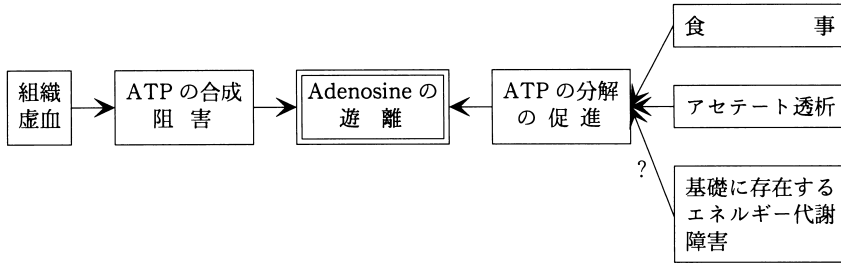 組織
虚血
ATP の合成
阻害
Adenosine の
遊離
ATP の分解
の促進
食事
アセテート透析
?
基礎に存在する
エネルギー代謝
障害